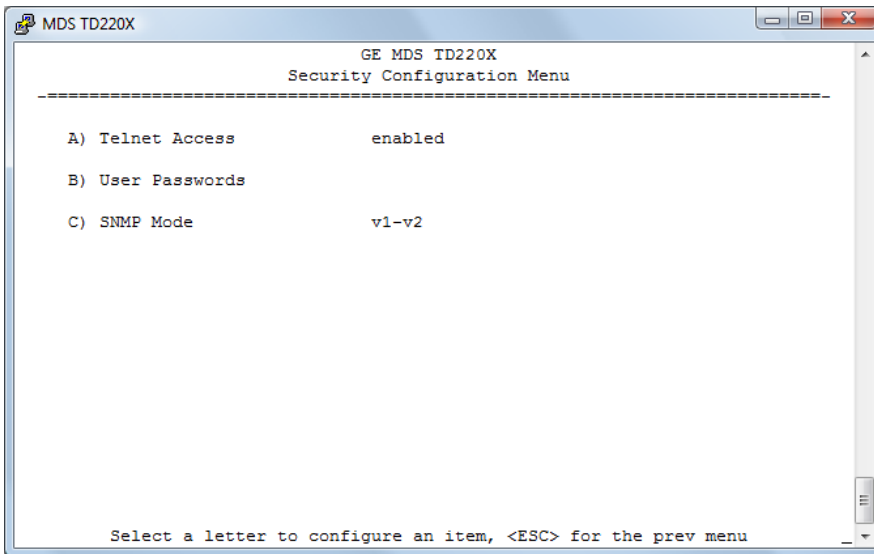 MDS TD220X
GE MDS TD220X
Security Configuration Menu
A) Telnet Access enabled
B) User Passwords
C) SNMP Mode v1-v2
Select a letter to configure an item, <ESC> for the prev menu